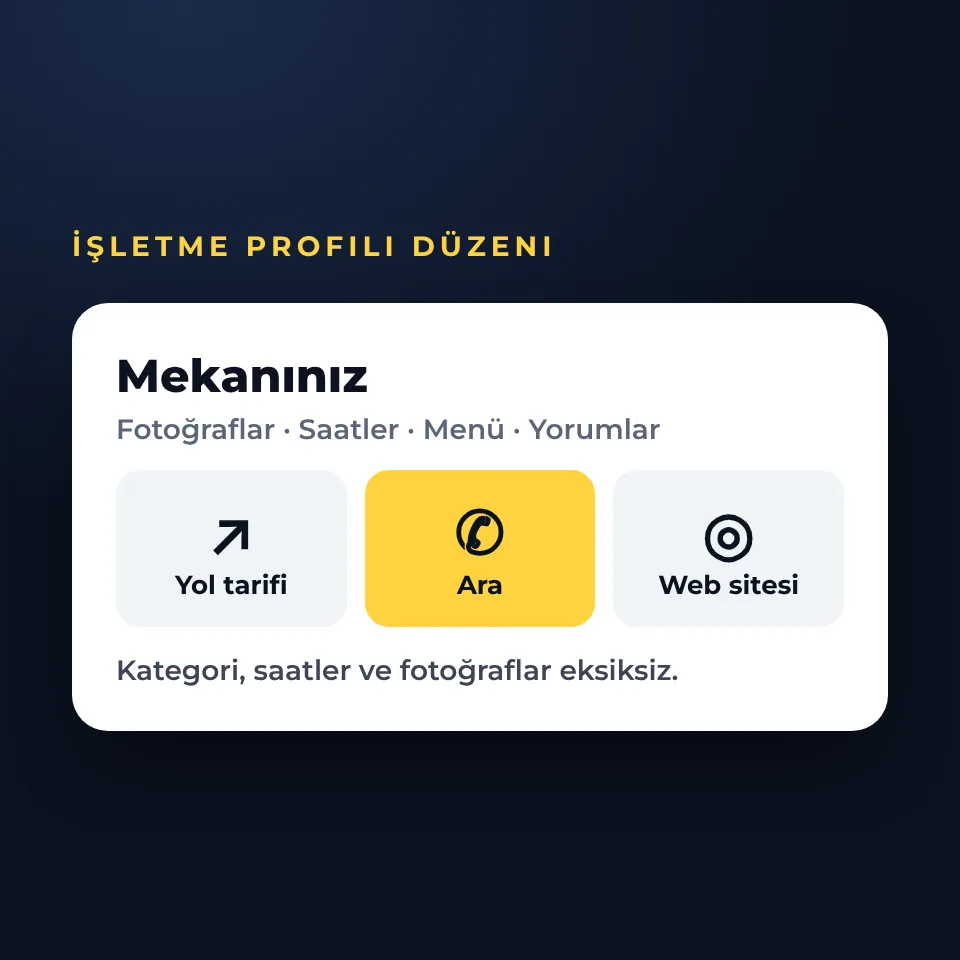 İŞLETME PROFILI DÜZENI
Mekanınız
Fotoğraflar · Saatler · Menü · Yorumlar
Yol tarifi
Ara
Web sitesi
Kategori, saatler ve fotoğraflar eksiksiz.